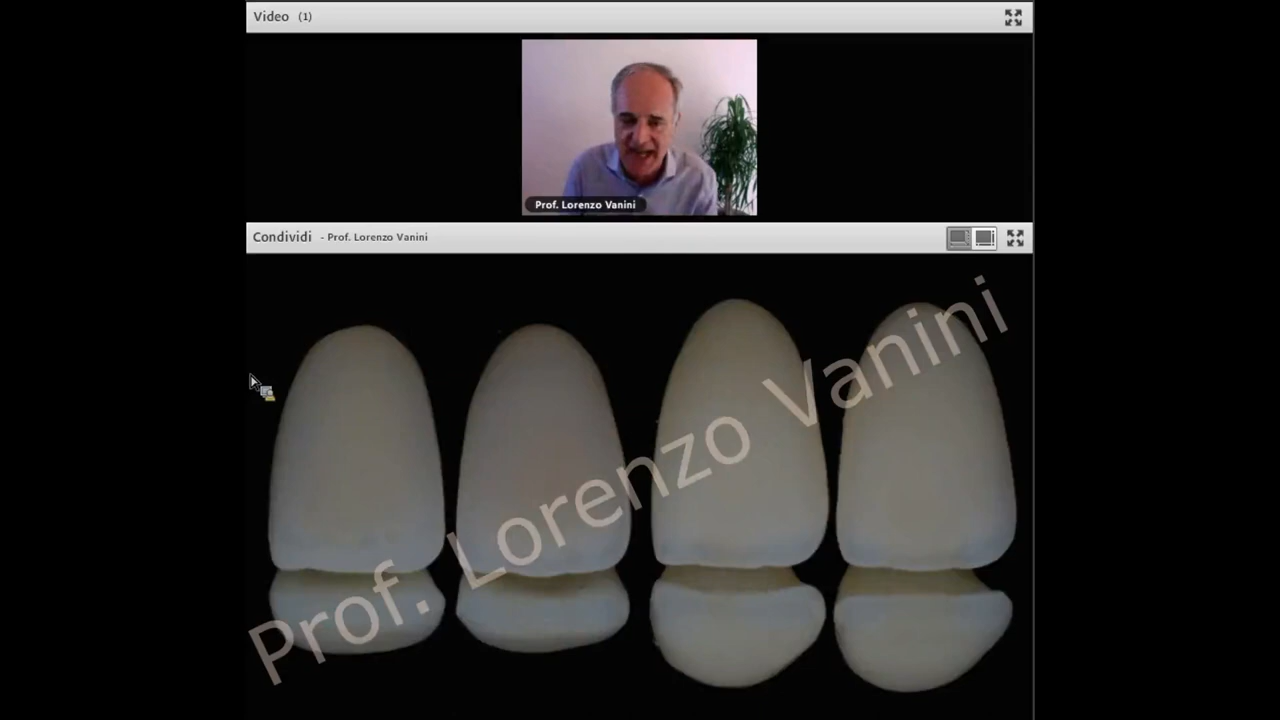 Video (1)
Prof. Lorenzo Vanini
Condividi - Prof. Lorenzo Vanini
Prof. Lorenzo Vanini